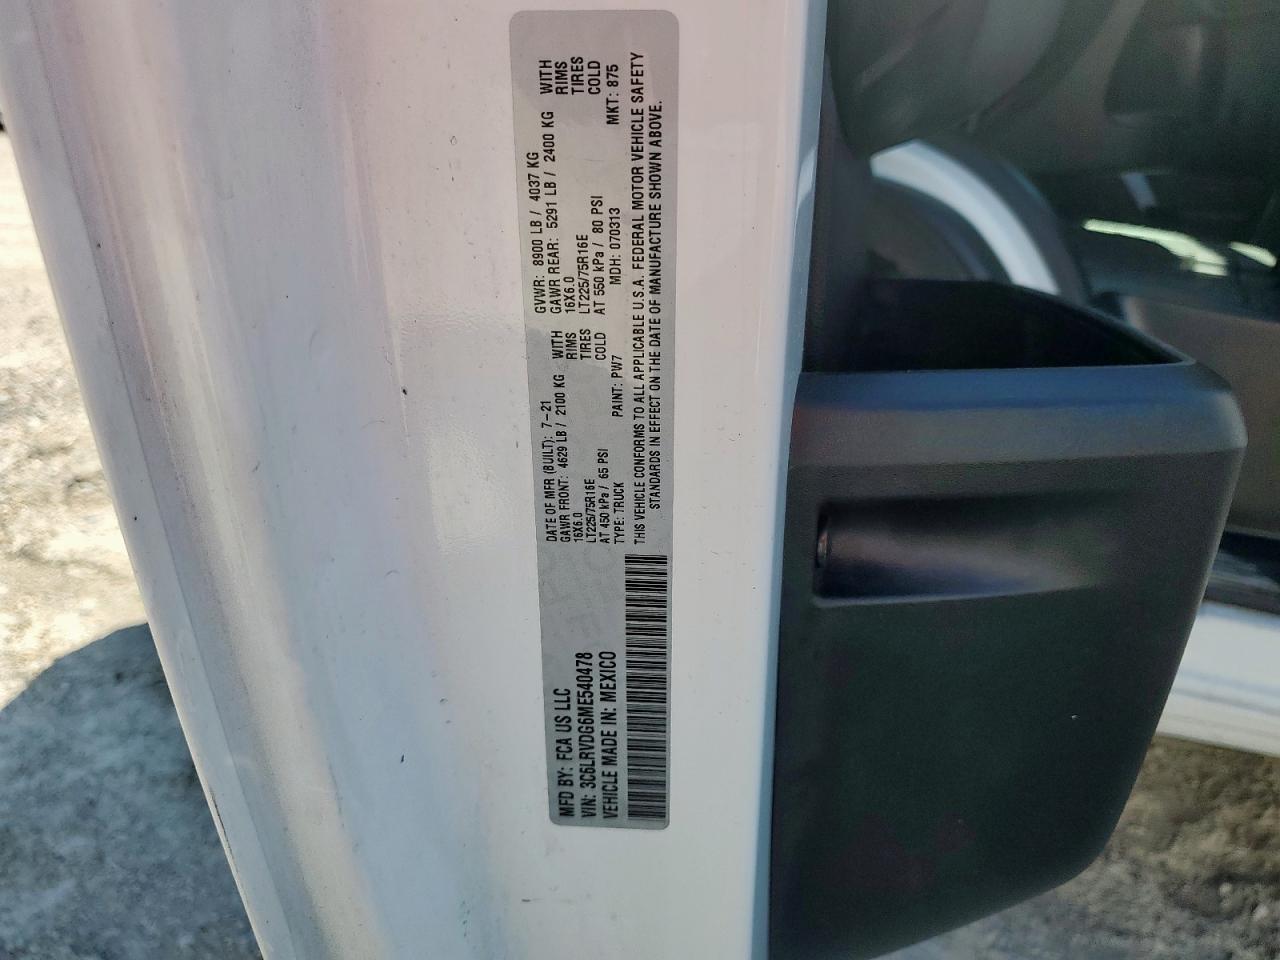 MFD BY: FCA US LLC
VIN: 3C6LRVDG6ME540478
VEHICLE MADE IN: MEXICO
DATE OF MFR (BUILT): 7-21 GVWR: 8900 LB / 4037 KG
GAWR FRONT: 4629 LB / 2100 KG WITH GAWR REAR: 5291 LB / 2400 KG WITH
16X6.0 RIMS 16X6.0 RIMS
LT225/75R16E TIRES LT225/75R16E TIRES
AT 450 kPa / 65 PSI COLD AT 550 kPa / 80 PSI COLD
TYPE: TRUCK PAINT: PW7 MDH: 070313 MKT: 875
THIS VEHICLE CONFORMS TO ALL APPLICABLE U.S.A. FEDERAL MOTOR VEHICLE SAFETY
STANDARDS IN EFFECT ON THE DATE OF MANUFACTURE SHOWN ABOVE.